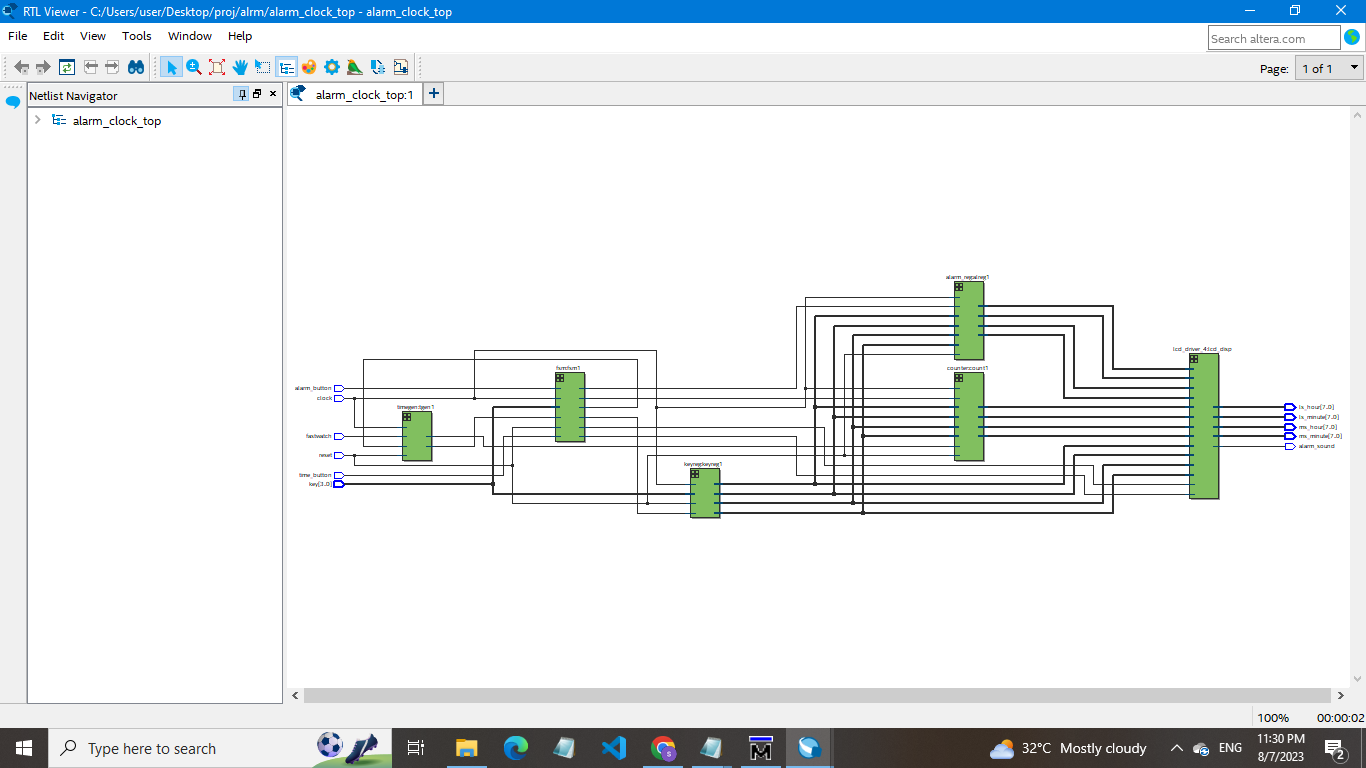 RTL Viewer - C:/Users/user/Desktop/proj/alrm/alarm_clock_top - alarm_clock_top
File Edit View Tools Window Help
Search altera.com
Page: 1 of 1
Netlist Navigator
alarm_clock_top:1
alarm_clock_top
alarm_reg:alreg1
lcd_driver_4:lcd_disp
fsm:fsm1
counter:count1
alarm_button
clock
timegen:tgen1
ls_hour[7..0]
ls_minute[7..0]
ms_hour[7..0]
ms_minute[7..0]
alarm_sound
fastwatch
reset
keyreg:keyreg1
time_button
key[3..0]
100% 00:00:02
Type here to search
32°C Mostly cloudy
ENG
11:30 PM
8/7/2023
2